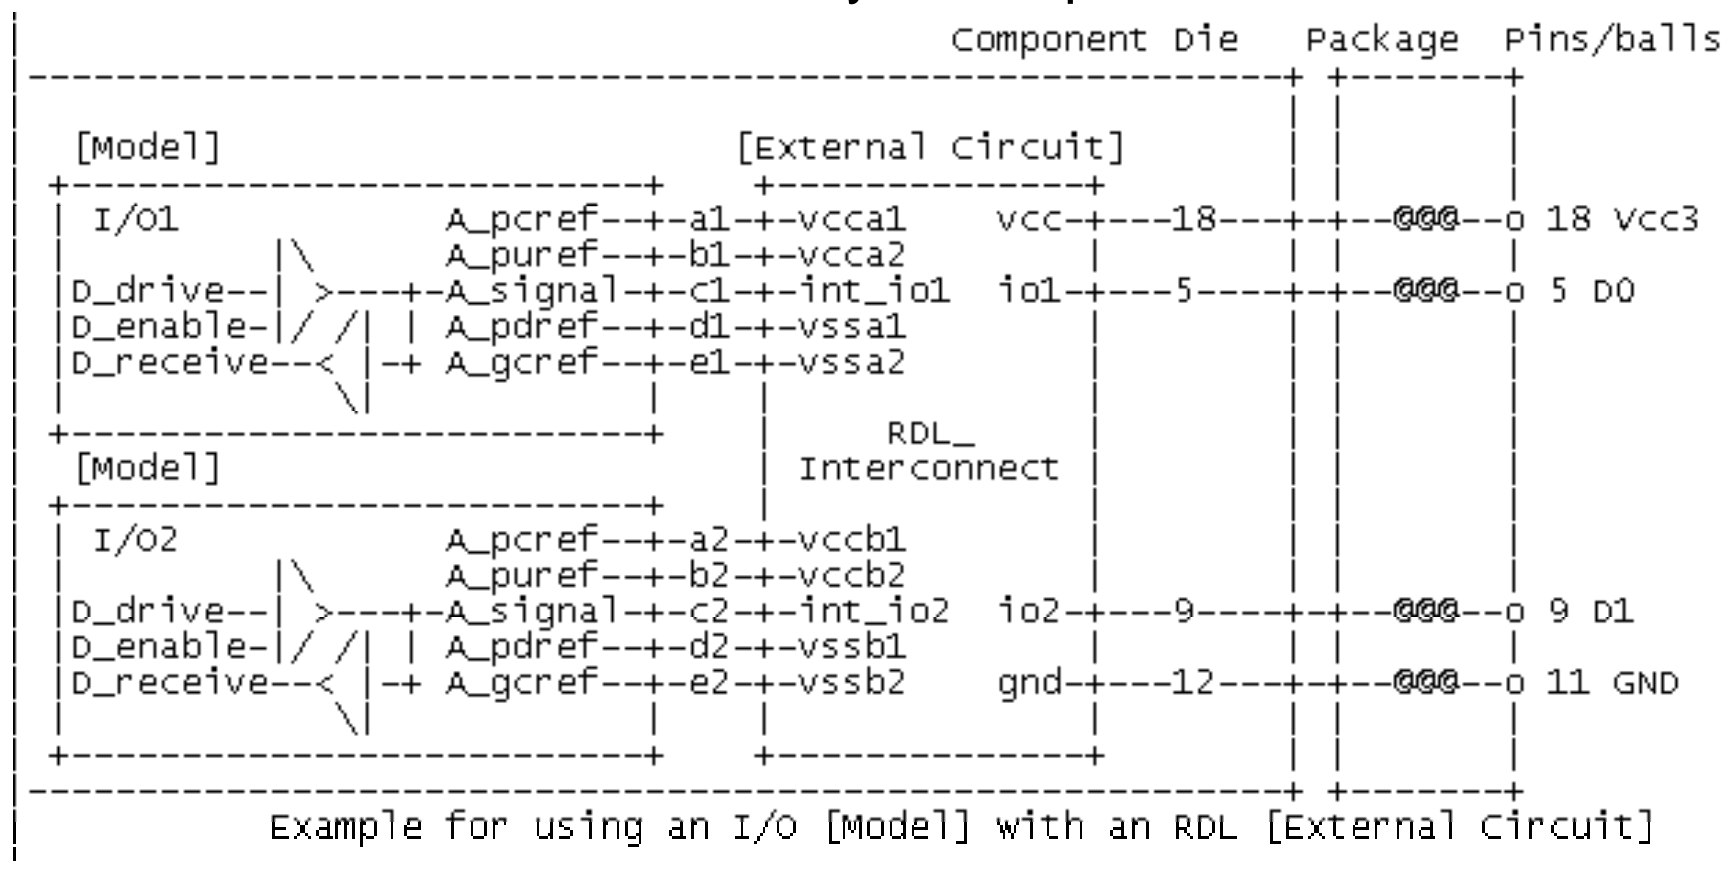 Component Die   Package  Pins/balls
[Model]                        [External Circuit]
I/O1            A_pcref--+-a1-+-vcca1    vcc-+---18---+-+--@@@--o 18 Vcc3
|\      A_puref--+-b1-+-vcca2
D_drive--|  >---+-A_signal-+-c1-+-int_io1  io1-+---5----+-+--@@@--o 5 D0
D_enable-|/ /|  | A_pdref--+-d1-+-vssa1
D_receive--<  |-+ A_gcref--+-e1-+-vssa2
RDL_
[Model]                           Interconnect
I/O2            A_pcref--+-a2-+-vccb1
|\      A_puref--+-b2-+-vccb2
D_drive--|  >---+-A_signal-+-c2-+-int_io2  io2-+---9----+-+--@@@--o 9 D1
D_enable-|/ /|  | A_pdref--+-d2-+-vssb1
D_receive--<  |-+ A_gcref--+-e2-+-vssb2    gnd-+---12---+-+--@@@--o 11 GND
Example for using an I/O [Model] with an RDL [External Circuit]